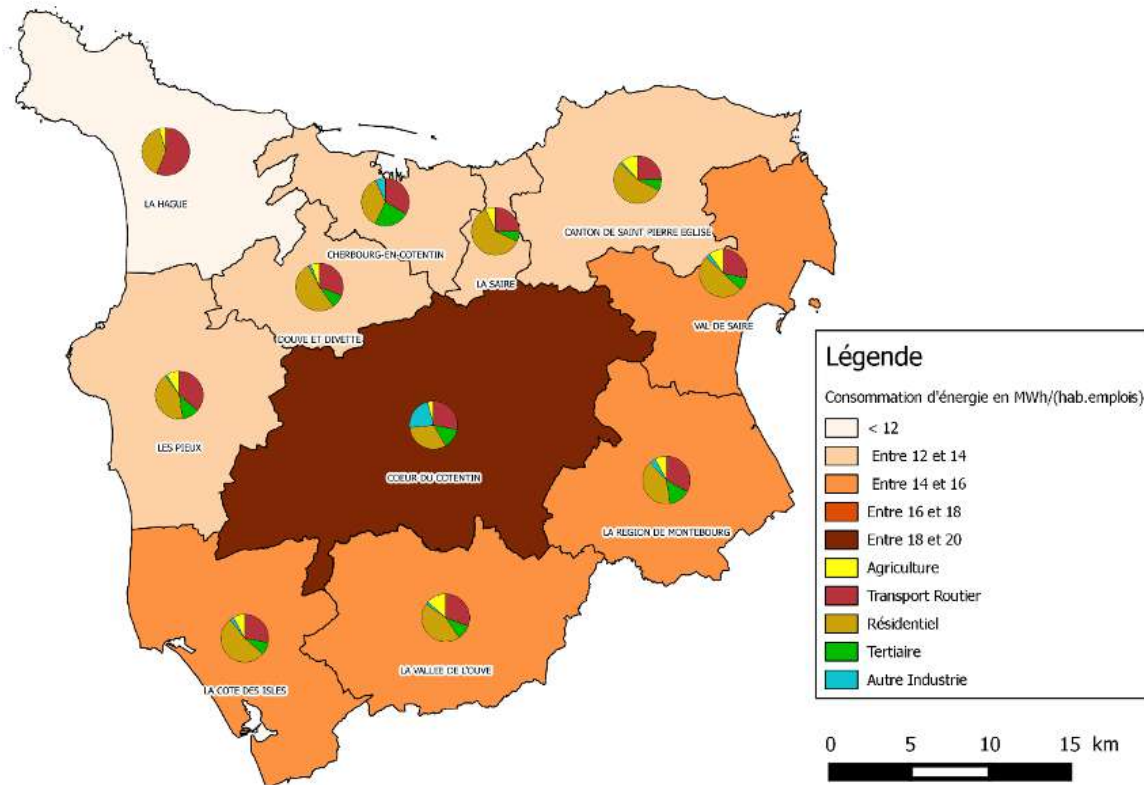 LA HAGUE
CHERBOURG-EN-COTENTIN
LA SAIRE
CANTON DE SAINT PIERRE EGLISE
VAL DE SAIRE
DOUVE ET DIVETTE
LES PIEUX
COEUR DU COTENTIN
LA REGION DE MONTEBOURG
LA VALLEE DE L'OUVE
LA COTE DES ISLES
Légende
Consommation d'énergie en MWh/(hab.emplois)
< 12
Entre 12 et 14
Entre 14 et 16
Entre 16 et 18
Entre 18 et 20
Agriculture
Transport Routier
Résidentiel
Tertiaire
Autre Industrie
0 5 10 15 km